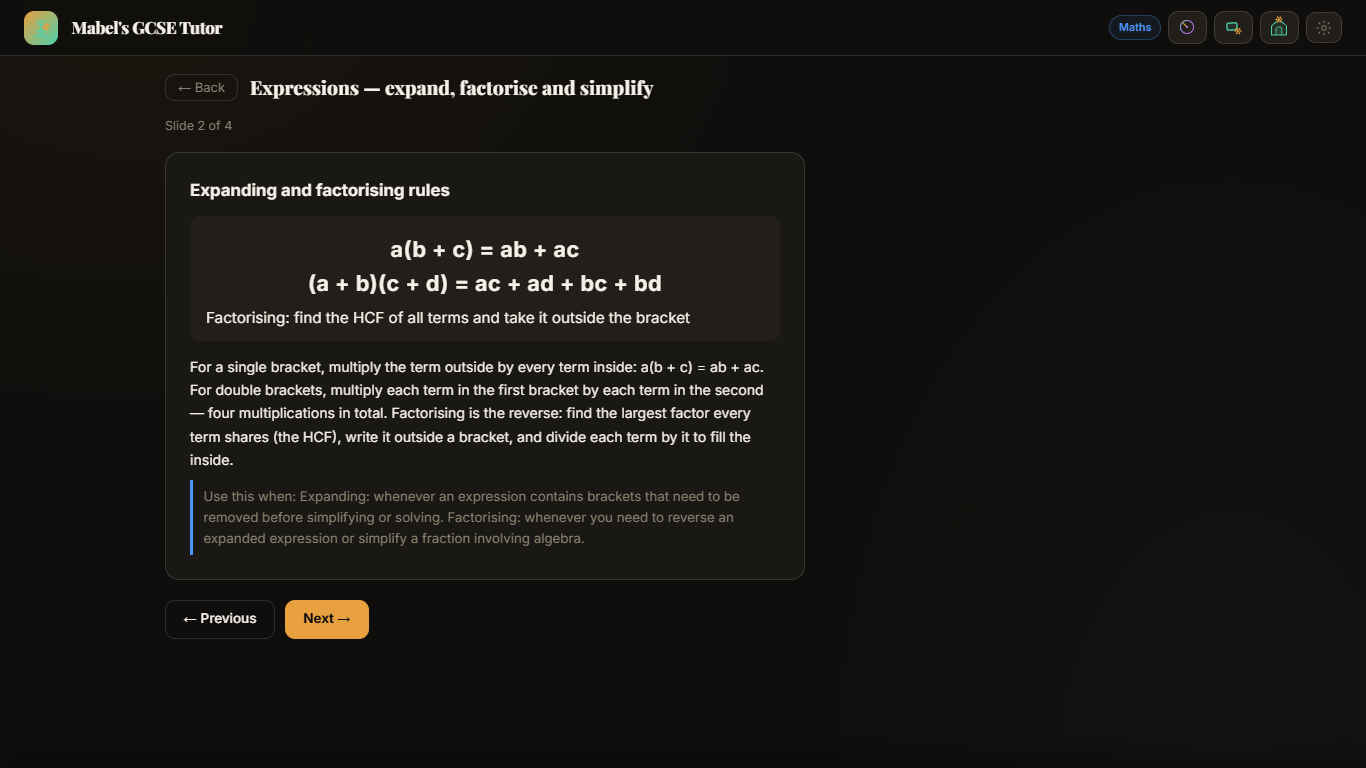 Mabel's GCSE Tutor
Maths
← Back
Expressions — expand, factorise and simplify
Slide 2 of 4
Expanding and factorising rules
a(b + c) = ab + ac
(a + b)(c + d) = ac + ad + bc + bd
Factorising: find the HCF of all terms and take it outside the bracket
For a single bracket, multiply the term outside by every term inside: a(b + c) = ab + ac.
For double brackets, multiply each term in the first bracket by each term in the second
— four multiplications in total. Factorising is the reverse: find the largest factor every
term shares (the HCF), write it outside a bracket, and divide each term by it to fill the
inside.
Use this when: Expanding: whenever an expression contains brackets that need to be
removed before simplifying or solving. Factorising: whenever you need to reverse an
expanded expression or simplify a fraction involving algebra.
← Previous
Next →